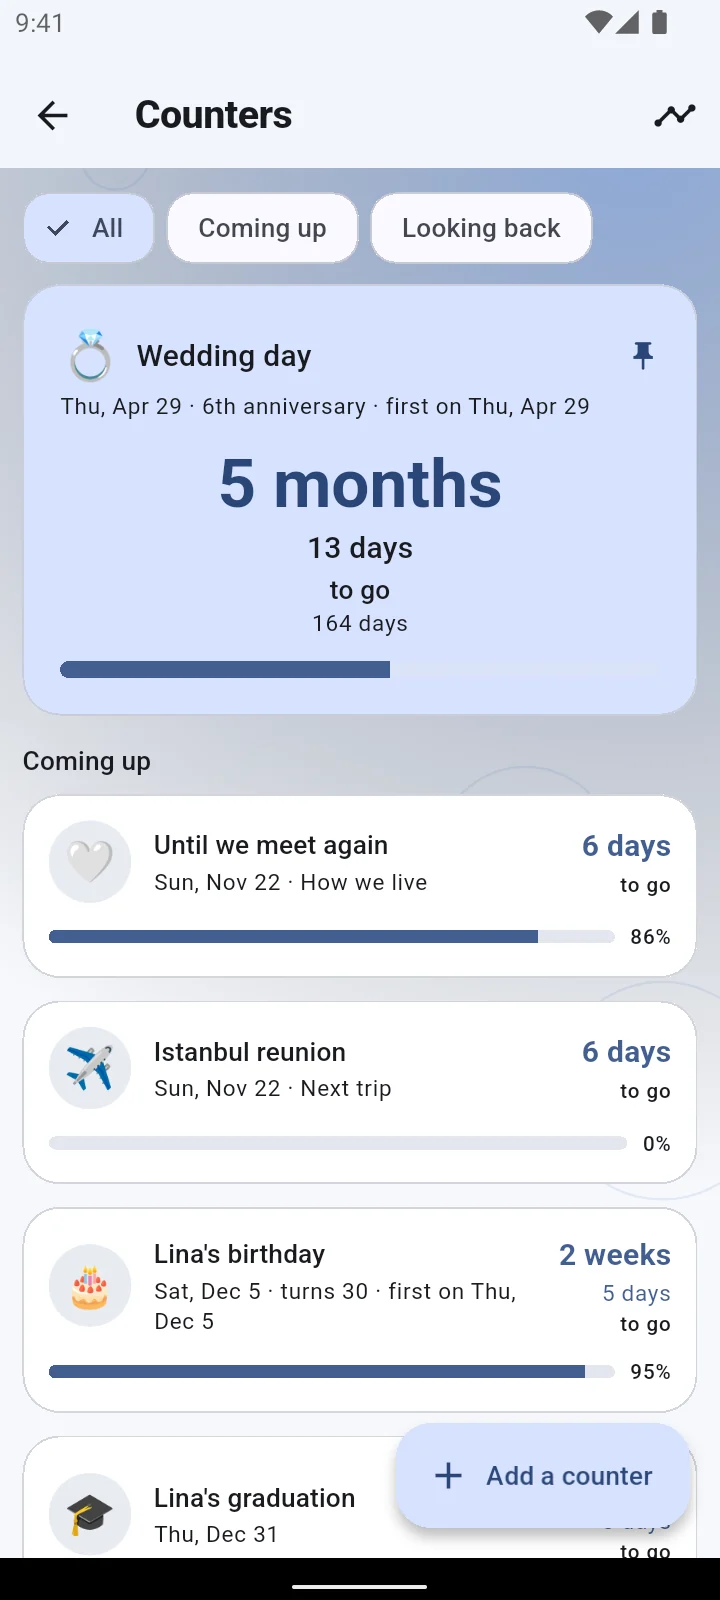 9:41
Counters
All
Coming up
Looking back
Wedding day
Thu, Apr 29 · 6th anniversary · first on Thu, Apr 29
5 months
13 days
to go
164 days
Coming up
Until we meet again
6 days
Sun, Nov 22 · How we live
to go
86%
Istanbul reunion
6 days
Sun, Nov 22 · Next trip
to go
0%
Lina's birthday
2 weeks
Sat, Dec 5 · turns 30 · first on Thu,
Dec 5
5 days
to go
95%
Lina's graduation
Thu, Dec 31
Add a counter
days
to go